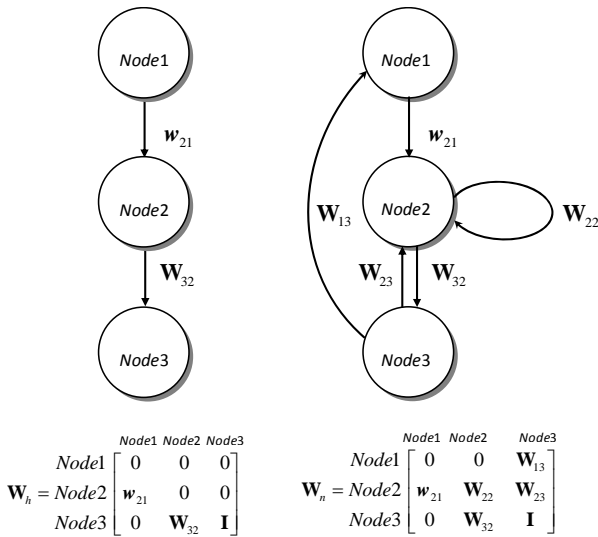 Node1
Node1
w21
w21
Node2
Node2
W13
W22
W32
W23
W32
Node3
Node3
Node1 Node2 Node3
Node1 0 0 0
Wh = Node2 w21 0 0
Node3 0 W32 I
Node1 Node2 Node3
Node1 0 0 W13
Wn = Node2 w21 W22 W23
Node3 0 W32 I